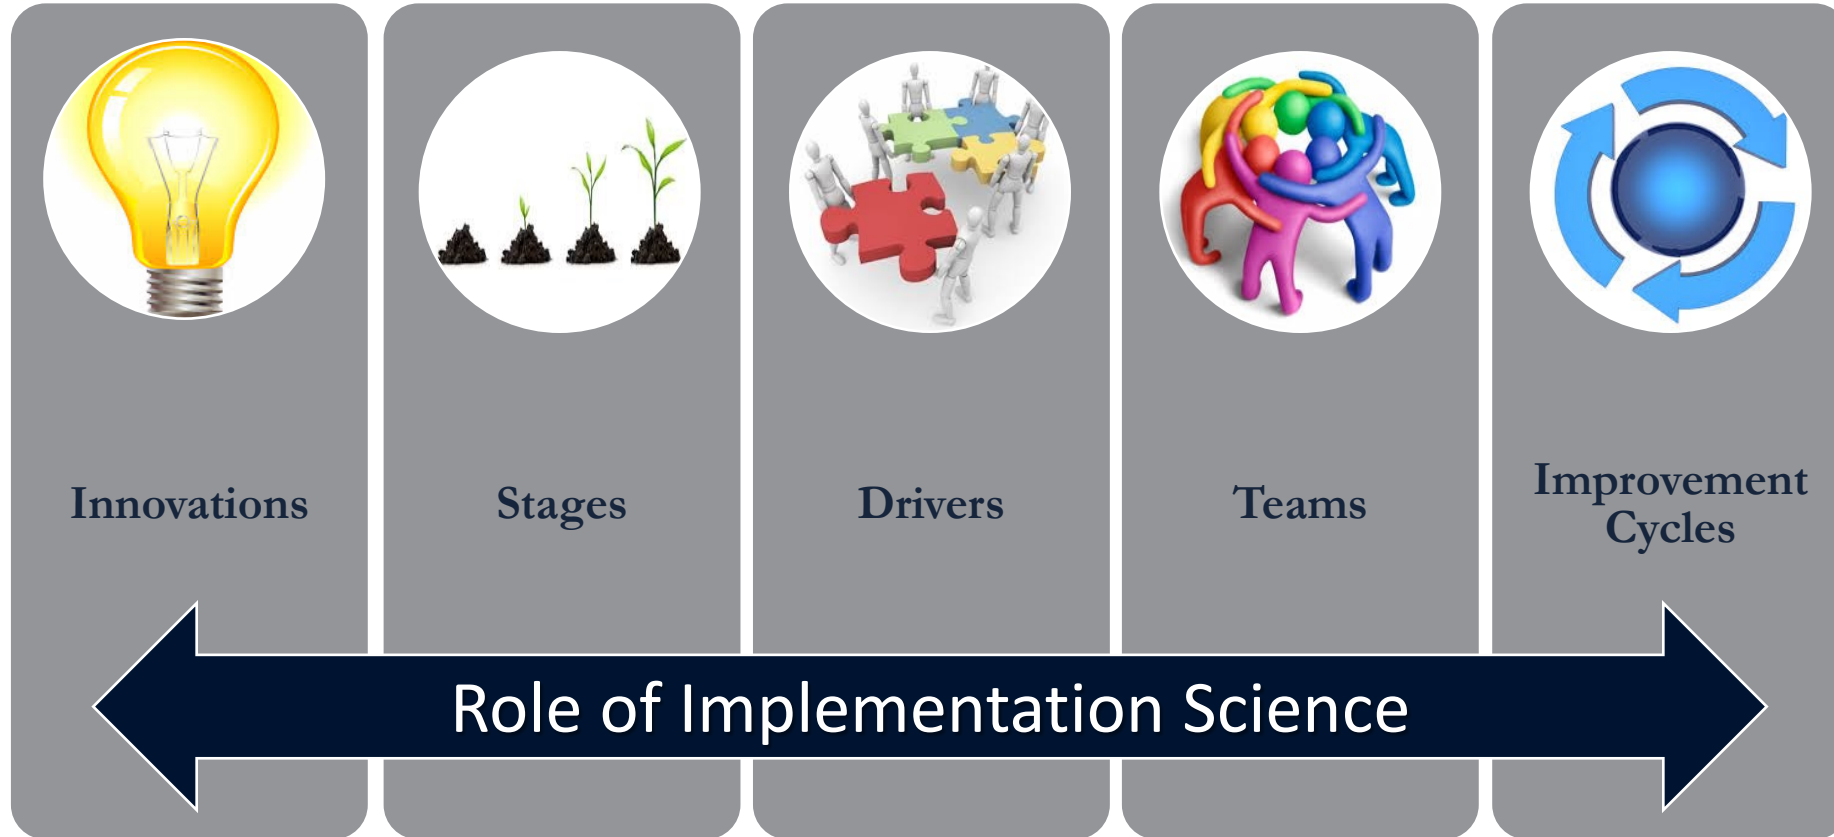 Innovations
Stages
Drivers
Teams
Improvement
Cycles
Role of Implementation Science